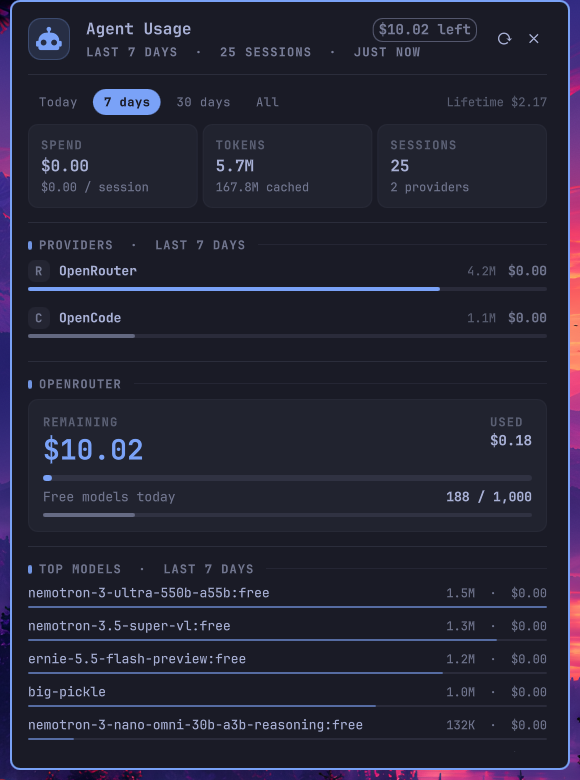 Agent Usage
$10.02 left
LAST 7 DAYS · 25 SESSIONS · JUST NOW
Today 7 days 30 days All Lifetime $2.17
SPEND
$0.00
$0.00 / session
TOKENS
5.7M
167.8M cached
SESSIONS
25
2 providers
PROVIDERS · LAST 7 DAYS
R OpenRouter 4.2M $0.00
C OpenCode 1.1M $0.00
OPENROUTER
REMAINING
$10.02
USED
$0.18
Free models today 188 / 1,000
TOP MODELS · LAST 7 DAYS
nemotron-3-ultra-550b-a55b:free 1.5M · $0.00
nemotron-3.5-super-vl:free 1.3M · $0.00
ernie-5.5-flash-preview:free 1.2M · $0.00
big-pickle 1.0M · $0.00
nemotron-3-nano-omni-30b-a3b-reasoning:free 132K · $0.00